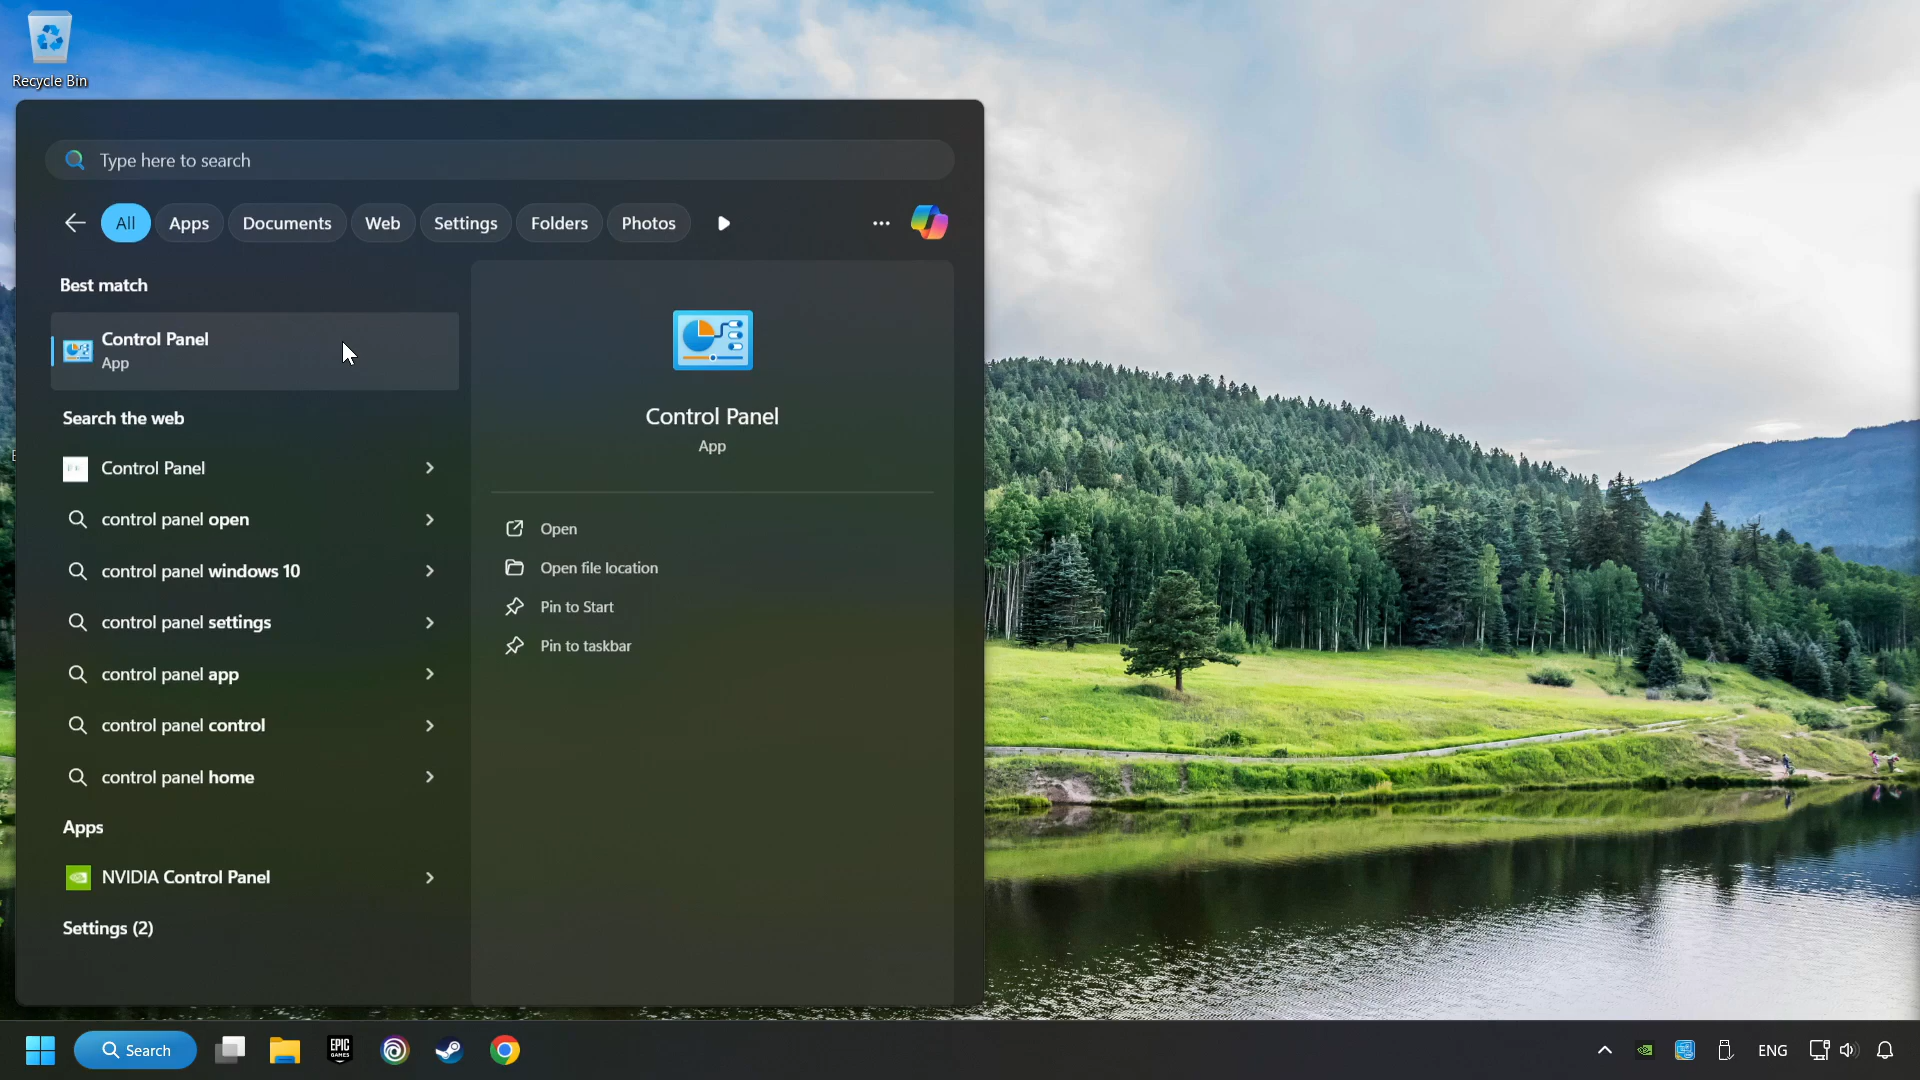 Recycle Bin
Type here to search
All Apps Documents Web Settings Folders Photos
Best match
Control Panel
App
Search the web
Control Panel
control panel open
control panel windows 10
control panel settings
control panel app
control panel control
control panel home
Apps
NVIDIA Control Panel
Settings (2)
Control Panel
App
Open
Open file location
Pin to Start
Pin to taskbar
Search
EPIC
GAMES
ENG